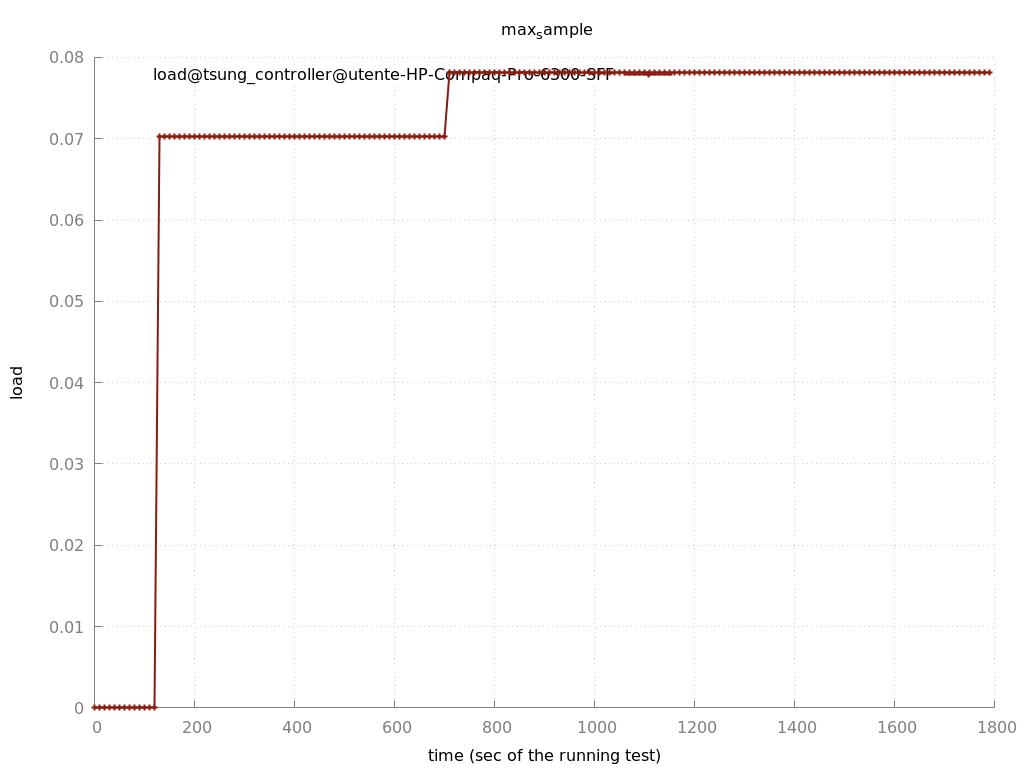 max_sample
0.08
load@tsung_controller@utente-HP-Compaq-Pro-6300-SFF
0.07
0.06
0.05
0.04
load
0.03
0.02
0.01
0
0 200 400 600 800 1000 1200 1400 1600 1800
time (sec of the running test)